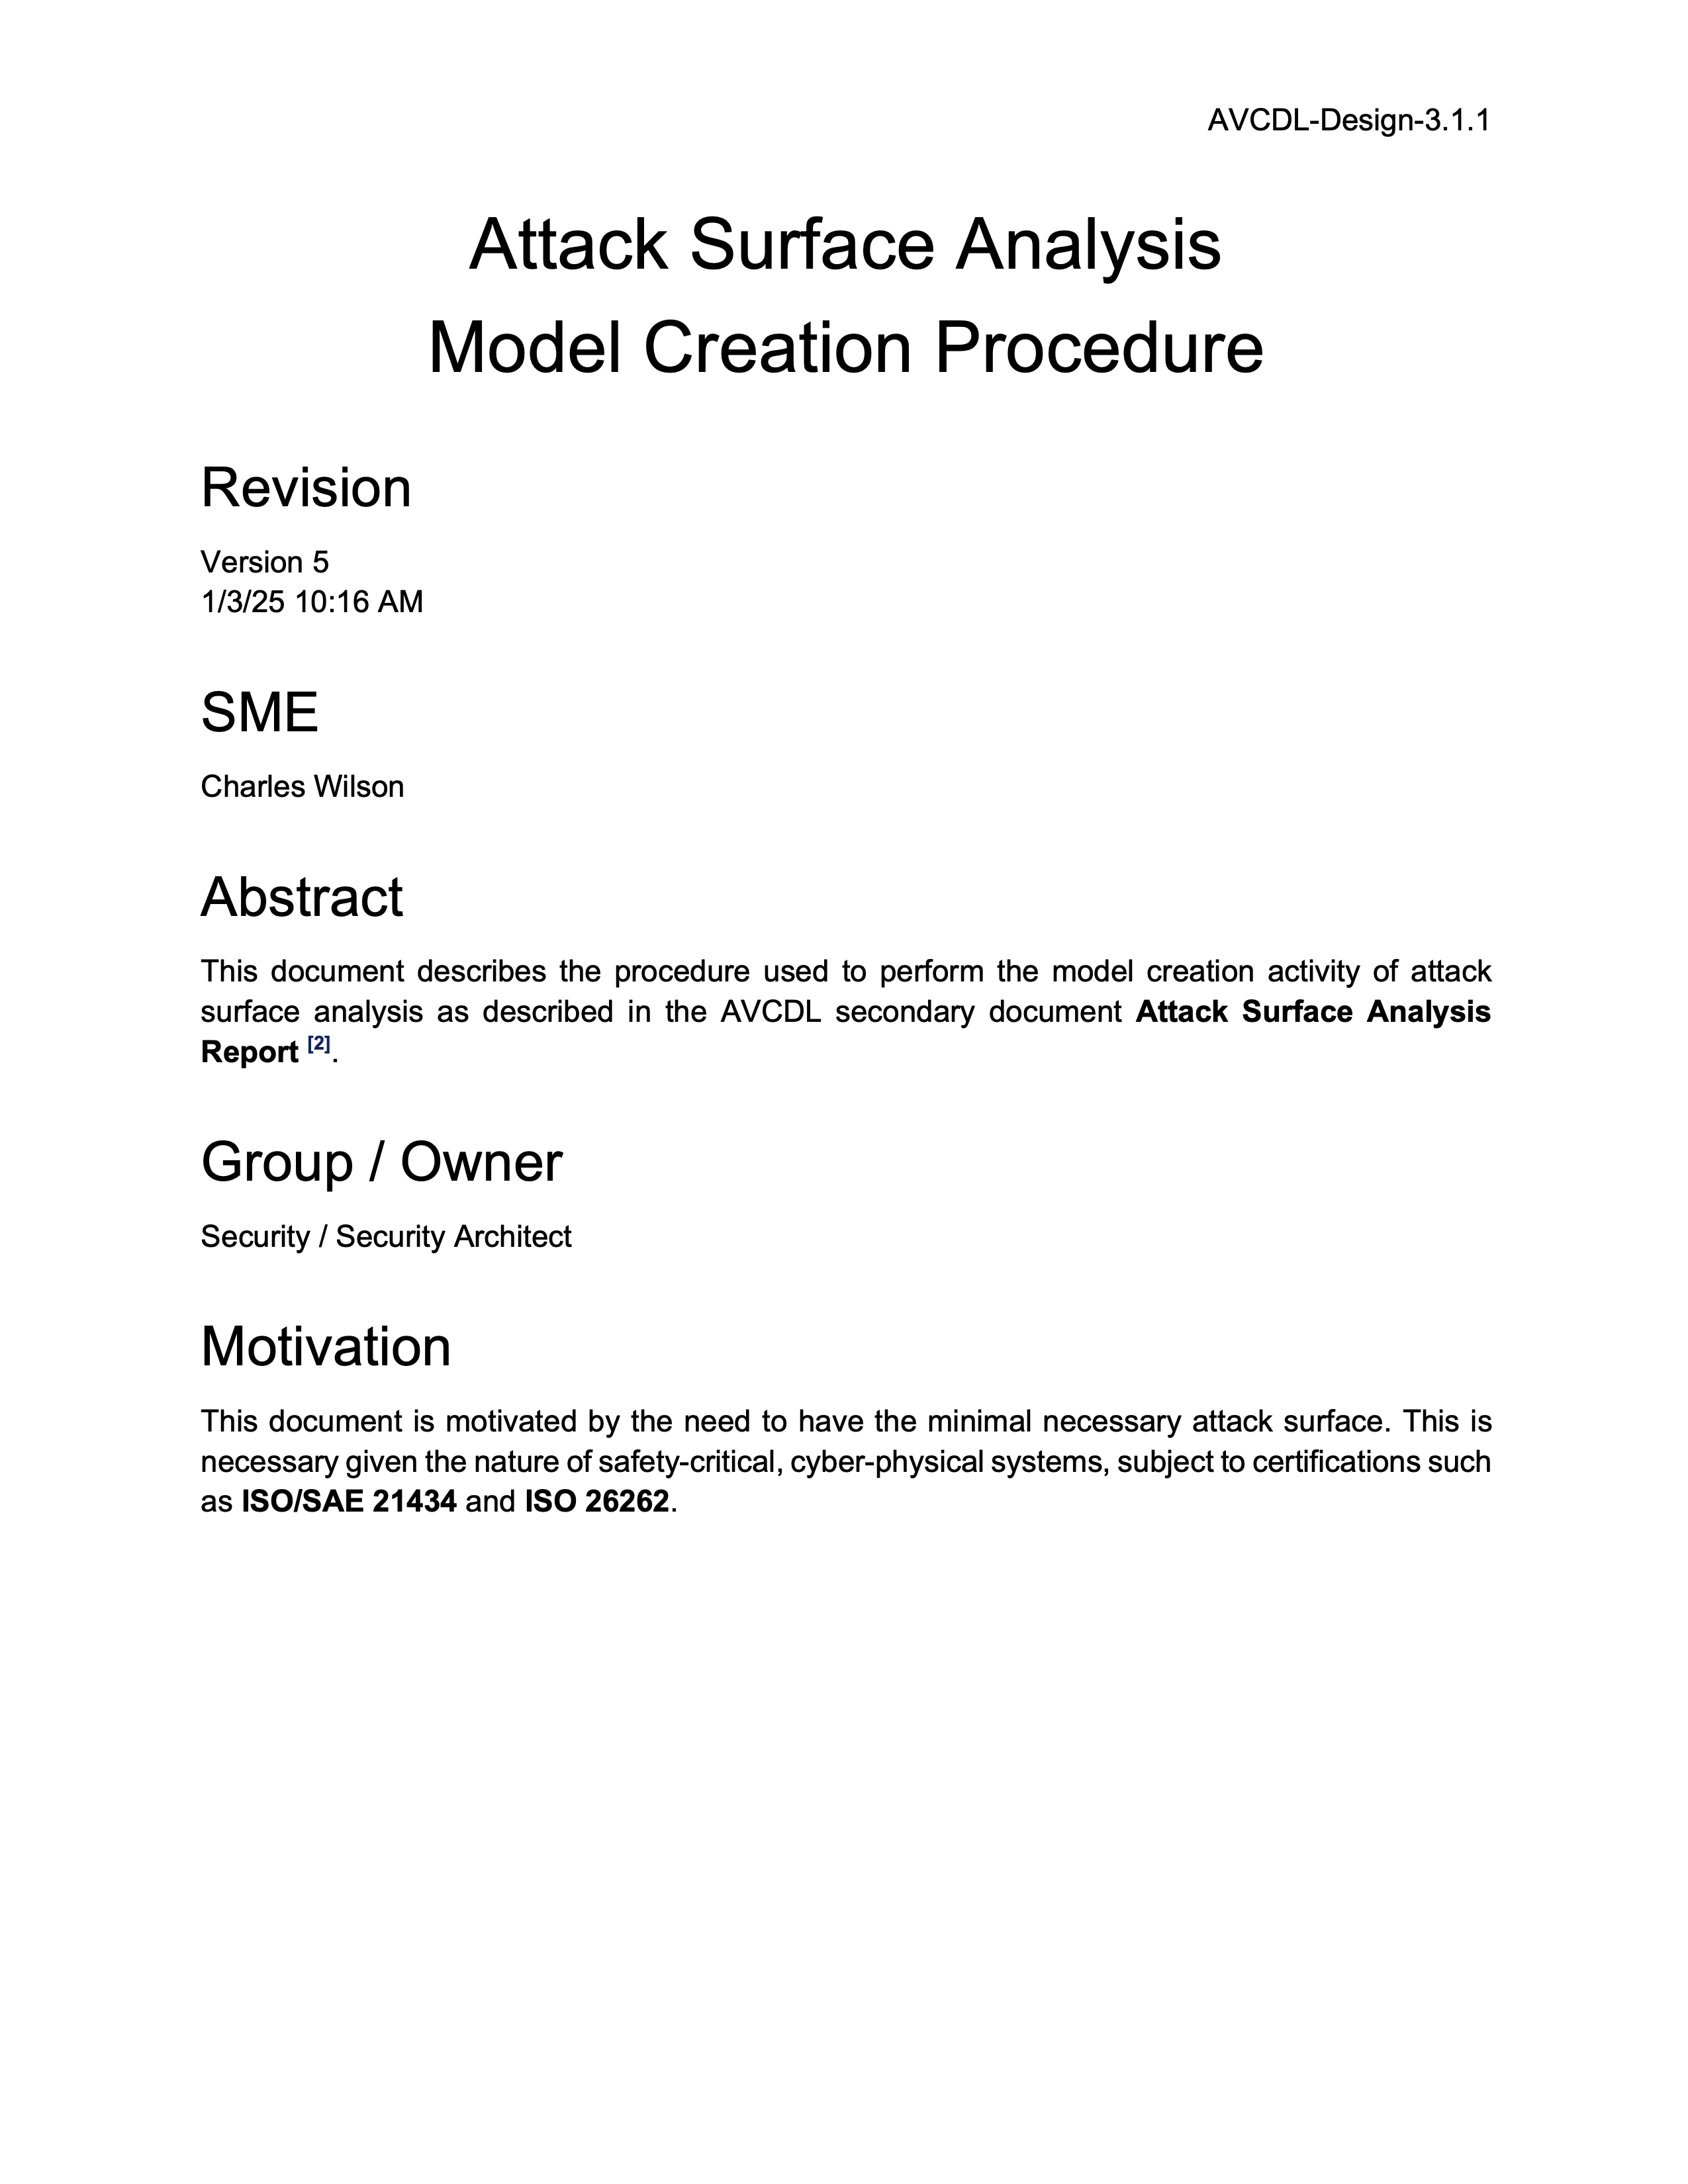 AVCDL-Design-3.1.1
Attack Surface Analysis
Model Creation Procedure
Revision
Version 5
1/3/25 10:16 AM
SME
Charles Wilson
Abstract
This document describes the procedure used to perform the model creation activity of attack
surface analysis as described in the AVCDL secondary document Attack Surface Analysis
Report [2].
Group / Owner
Security / Security Architect
Motivation
This document is motivated by the need to have the minimal necessary attack surface. This is
necessary given the nature of safety-critical, cyber-physical systems, subject to certifications such
as ISO/SAE 21434 and ISO 26262.